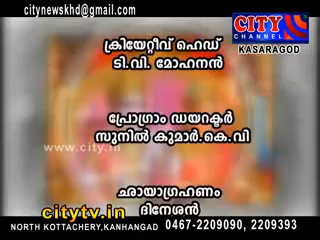 citynewskhd@gmail.com
CITY
CHANNEL
KASARAGOD
ക്രിയേറ്റീവ് ഹെഡ്
ടി.വി. മോഹനൻ
പ്രോഗ്രാം ഡയറക്ടർ
സുനിൽ കുമാർ.കെ.വി
www.city.in
ഛായാഗ്രഹണം
ദിനേശൻ
citytv.in
NORTH KOTTACHERY,KANHANGAD 0467-2209090, 2209393